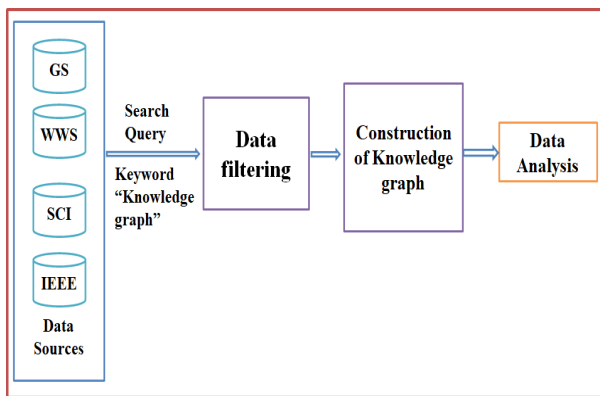 GS
WWS
SCI
IEEE
Data
Sources
Search
Query
Keyword
“Knowledge
graph”
Data
filtering
Construction
of Knowledge
graph
Data
Analysis